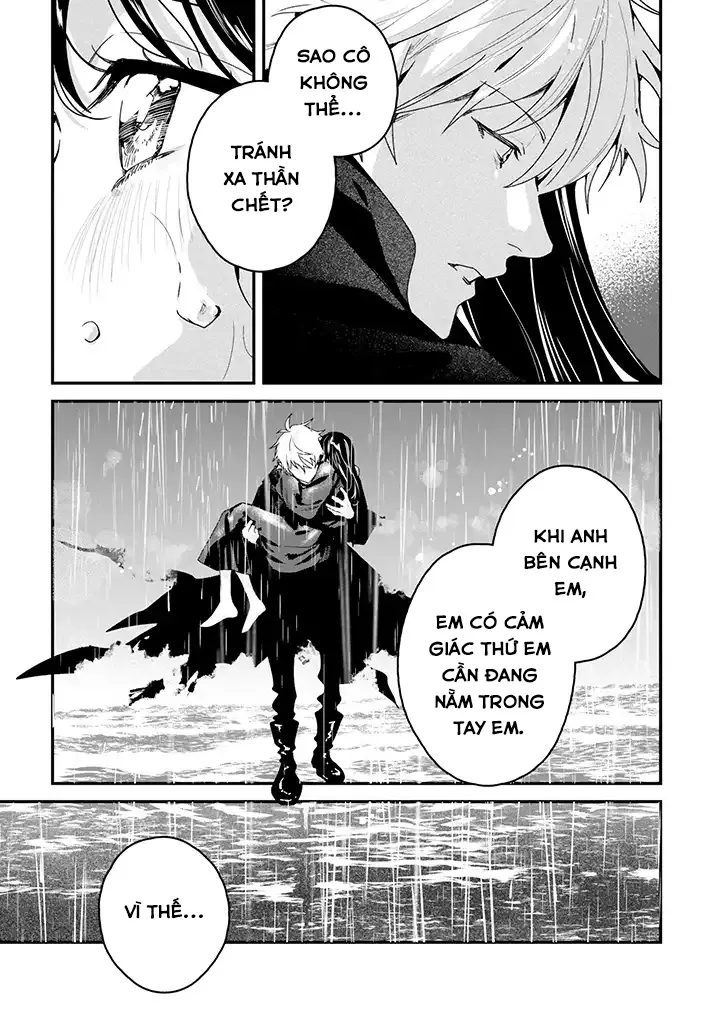 SAO CÔ
KHÔNG
THỂ...
TRÁNH
XA THẦN
CHẾT?
KHI ANH
BÊN CẠNH
EM,
EM CÓ CẢM
GIÁC THỨ EM
CẦN ĐANG
NẰM TRONG
TAY EM.
VÌ THẾ...